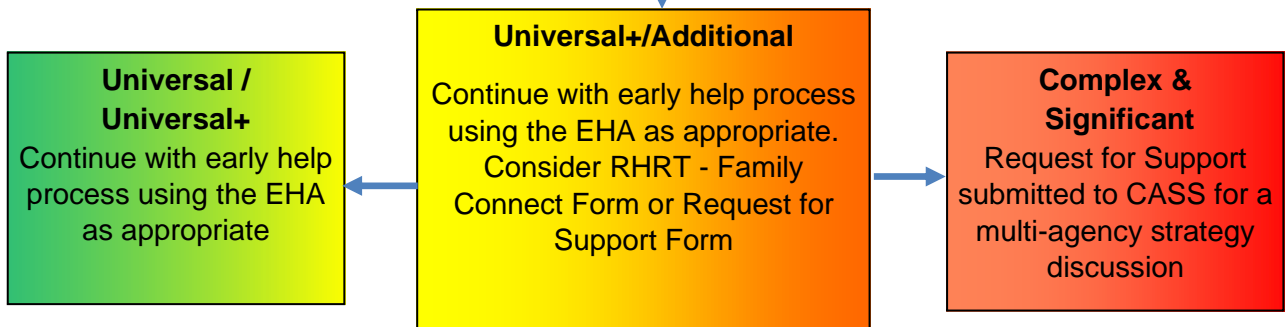 Universal /
Universal+
Continue with early help
process using the EHA
as appropriate
Universal+/Additional
Continue with early help process
using the EHA as appropriate.
Consider RHRT - Family
Connect Form or Request for
Support Form
Complex &
Significant
Request for Support
submitted to CASS for a
multi-agency strategy
discussion